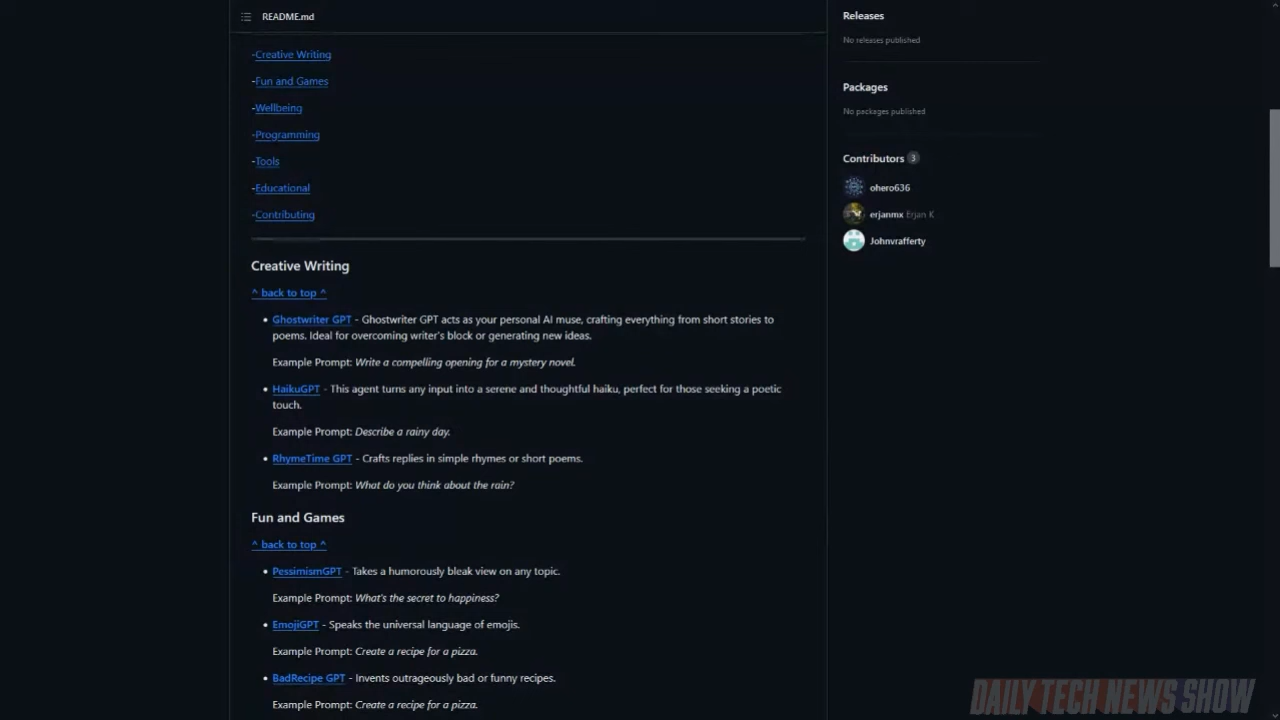 README.md
-Creative Writing
-Fun and Games
-Wellbeing
-Programming
-Tools
-Educational
-Contributing
Creative Writing
^ back to top ^
• Ghostwriter GPT - Ghostwriter GPT acts as your personal AI muse, crafting everything from short stories to
poems. Ideal for overcoming writer's block or generating new ideas.
Example Prompt: Write a compelling opening for a mystery novel.
• HaikuGPT - This agent turns any input into a serene and thoughtful haiku, perfect for those seeking a poetic
touch.
Example Prompt: Describe a rainy day.
• RhymeTime GPT - Crafts replies in simple rhymes or short poems.
Example Prompt: What do you think about the rain?
Fun and Games
^ back to top ^
• PessimismGPT - Takes a humorously bleak view on any topic.
Example Prompt: What's the secret to happiness?
• EmojiGPT - Speaks the universal language of emojis.
Example Prompt: Create a recipe for a pizza.
• BadRecipe GPT - Invents outrageously bad or funny recipes.
Example Prompt: Create a recipe for a pizza.
Releases
No releases published
Packages
No packages published
Contributors 3
ohero636
erjanmx Erjan K
Johnvrafferty
DAILY TECH NEWS SHOW